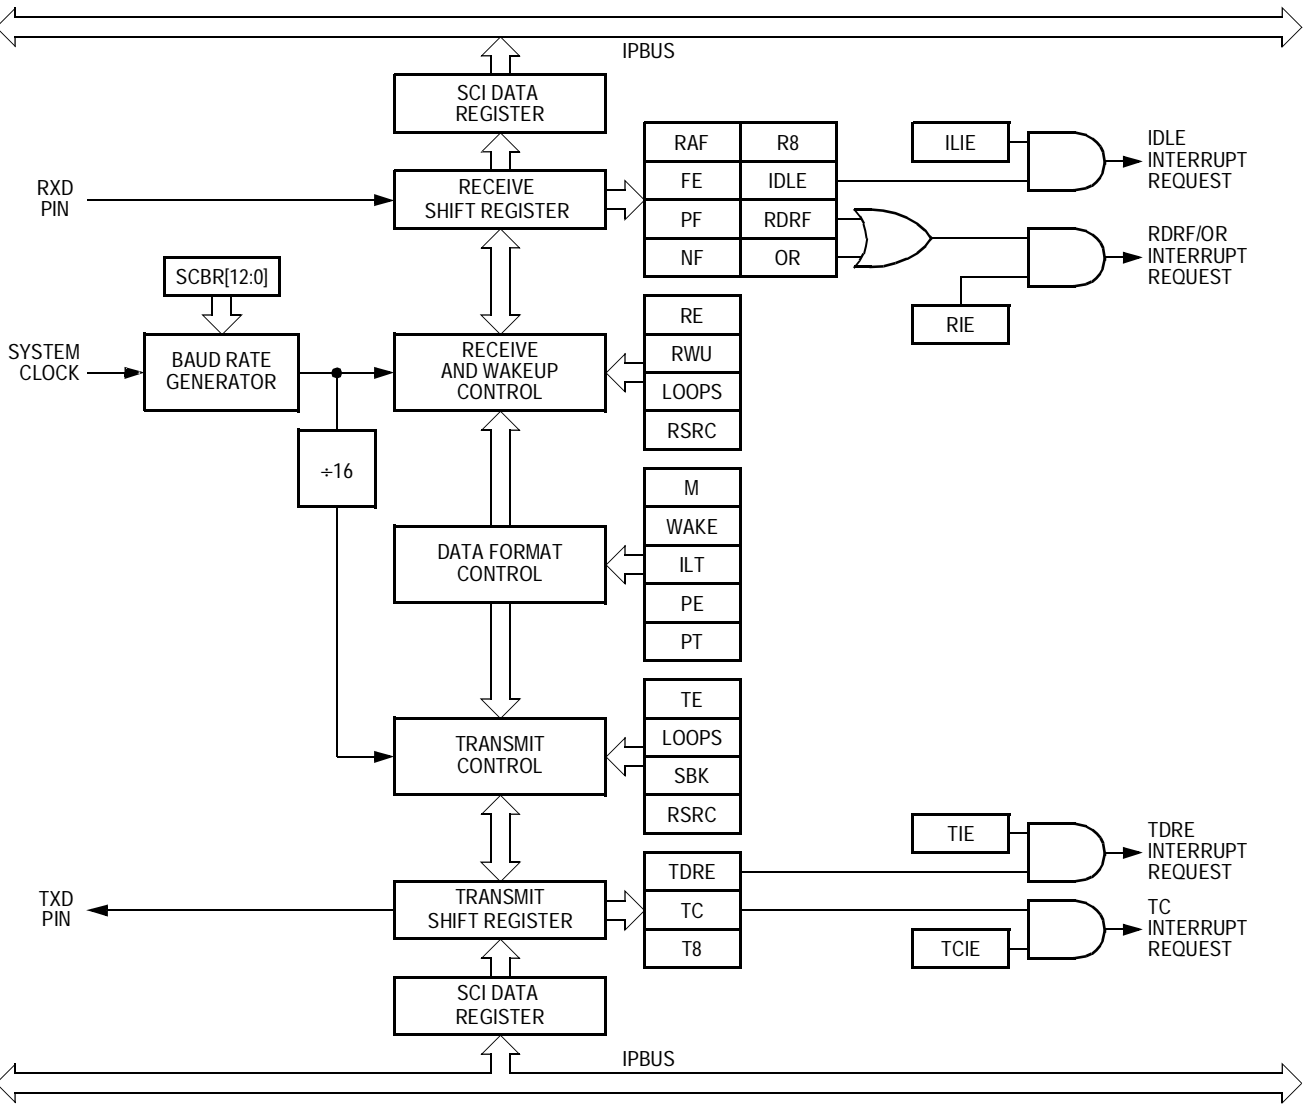 IPBUS
SCI DATA
REGISTER
RAF
R8
ILIE
IDLE
INTERRUPT
REQUEST
RXD
PIN
RECEIVE
SHIFT REGISTER
FE
IDLE
PF
RDRF
NF
OR
RDRF/OR
INTERRUPT
REQUEST
RIE
SCBR[12:0]
SYSTEM
CLOCK
BAUD RATE
GENERATOR
RECEIVE
AND WAKEUP
CONTROL
RE
RWU
LOOPS
RSRC
÷16
M
WAKE
ILT
PE
PT
DATA FORMAT
CONTROL
TRANSMIT
CONTROL
TE
LOOPS
SBK
RSRC
TIE
TDRE
INTERRUPT
REQUEST
TXD
PIN
TRANSMIT
SHIFT REGISTER
TDRE
TC
T8
TCIE
TC
INTERRUPT
REQUEST
SCI DATA
REGISTER
IPBUS